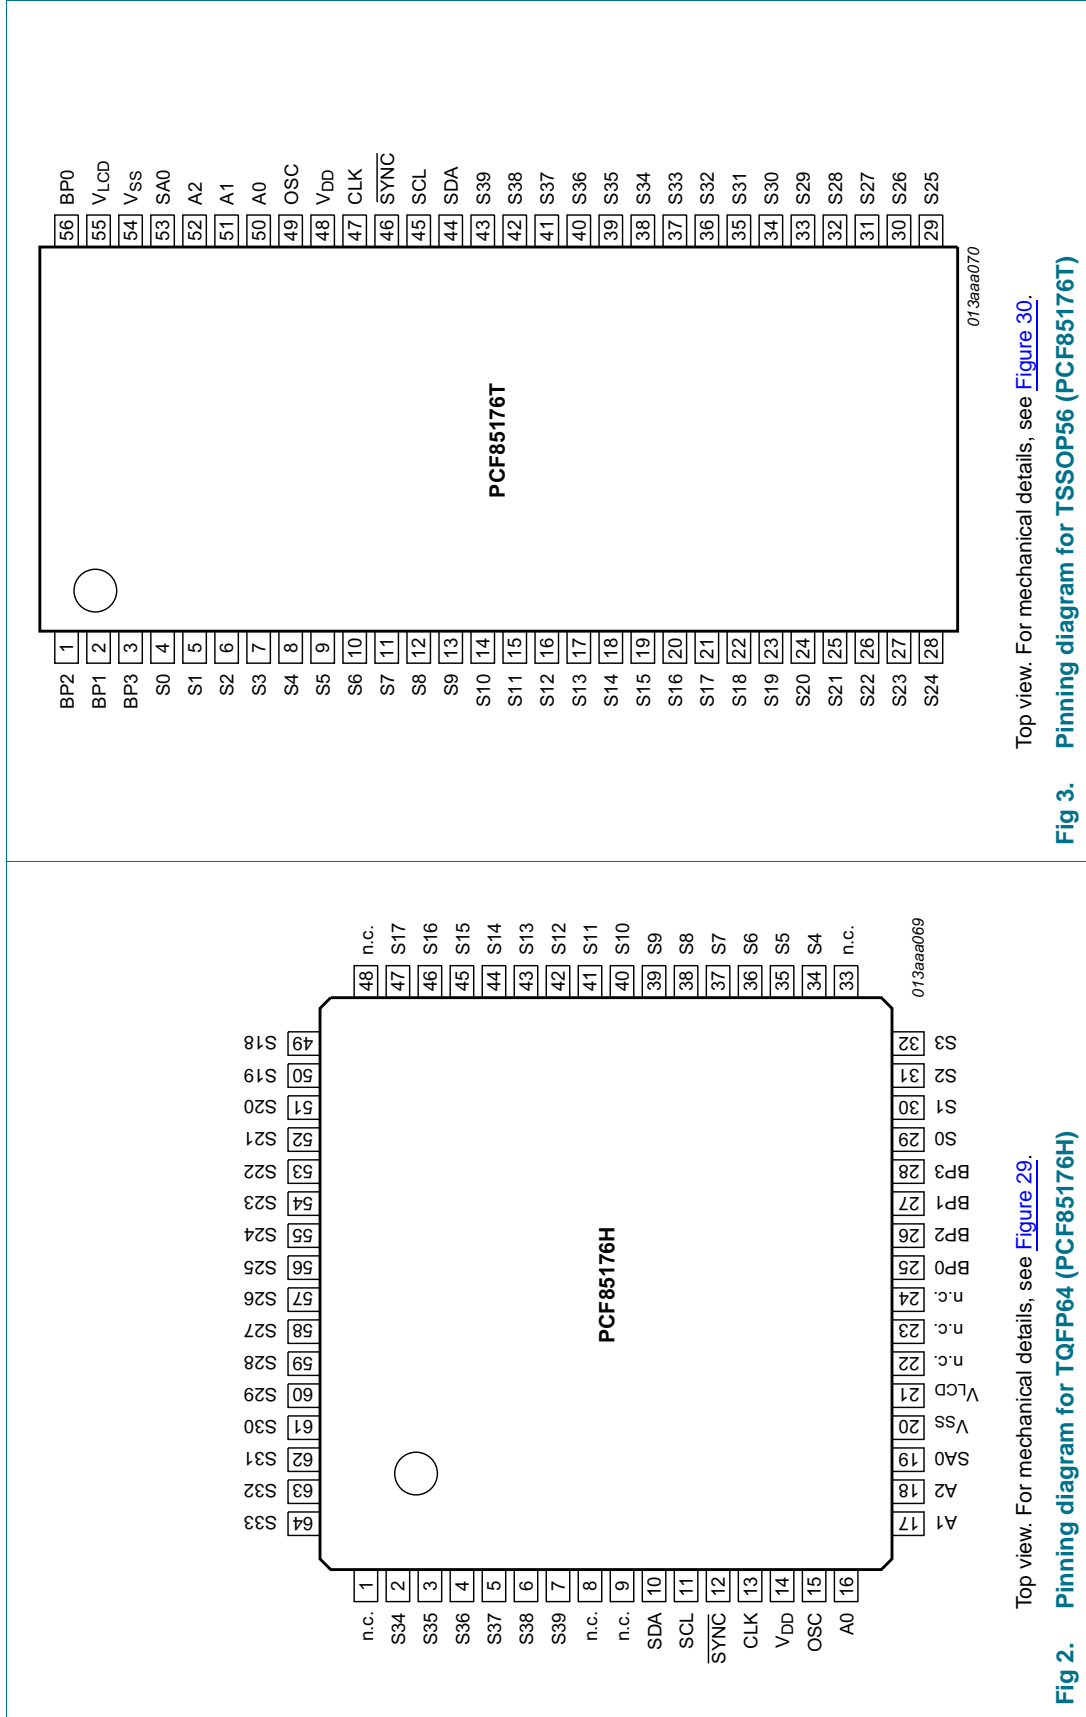 n.c. 1
S34 2
S35 3
S36 4
S37 5
S38 6
S39 7
n.c. 8
n.c. 9
SDA 10
SCL 11
SYNC 12
CLK 13
VDD 14
OSC 15
A0 16
17 A1
18 A2
19 SA0
20 VSS
21 VLCD
22 n.c.
23 n.c.
24 n.c.
25 BP0
26 BP2
27 BP1
28 BP3
29 S0
30 S1
31 S2
32 S3
33 n.c.
34 S4
35 S5
36 S6
37 S7
38 S8
39 S9
40 S10
41 S11
42 S12
43 S13
44 S14
45 S15
46 S16
47 S17
48 n.c.
49 S18
50 S19
51 S20
52 S21
53 S22
54 S23
55 S24
56 S25
57 S26
58 S27
59 S28
60 S29
61 S30
62 S31
63 S32
64 S33
PCF85176H
013aaa069
Top view. For mechanical details, see Figure 29.
Fig 2. Pinning diagram for TQFP64 (PCF85176H)
BP2 1
BP1 2
BP3 3
S0 4
S1 5
S2 6
S3 7
S4 8
S5 9
S6 10
S7 11
S8 12
S9 13
S10 14
S11 15
S12 16
S13 17
S14 18
S15 19
S16 20
S17 21
S18 22
S19 23
S20 24
S21 25
S22 26
S23 27
S24 28
PCF85176T
56 BP0
55 VLCD
54 VSS
53 SA0
52 A2
51 A1
50 A0
49 OSC
48 VDD
47 CLK
46 SYNC
45 SCL
44 SDA
43 S39
42 S38
41 S37
40 S36
39 S35
38 S34
37 S33
36 S32
35 S31
34 S30
33 S29
32 S28
31 S27
30 S26
29 S25
013aaa070
Top view. For mechanical details, see Figure 30.
Fig 3. Pinning diagram for TSSOP56 (PCF85176T)